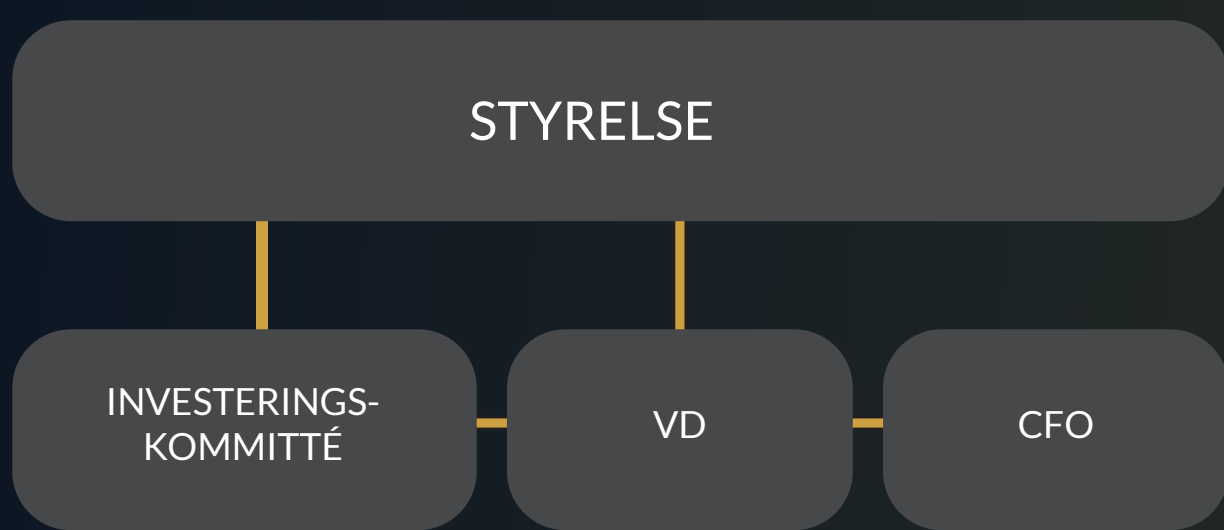 STYRELSE
INVESTERINGS-
KOMMITTÉ
VD
CFO